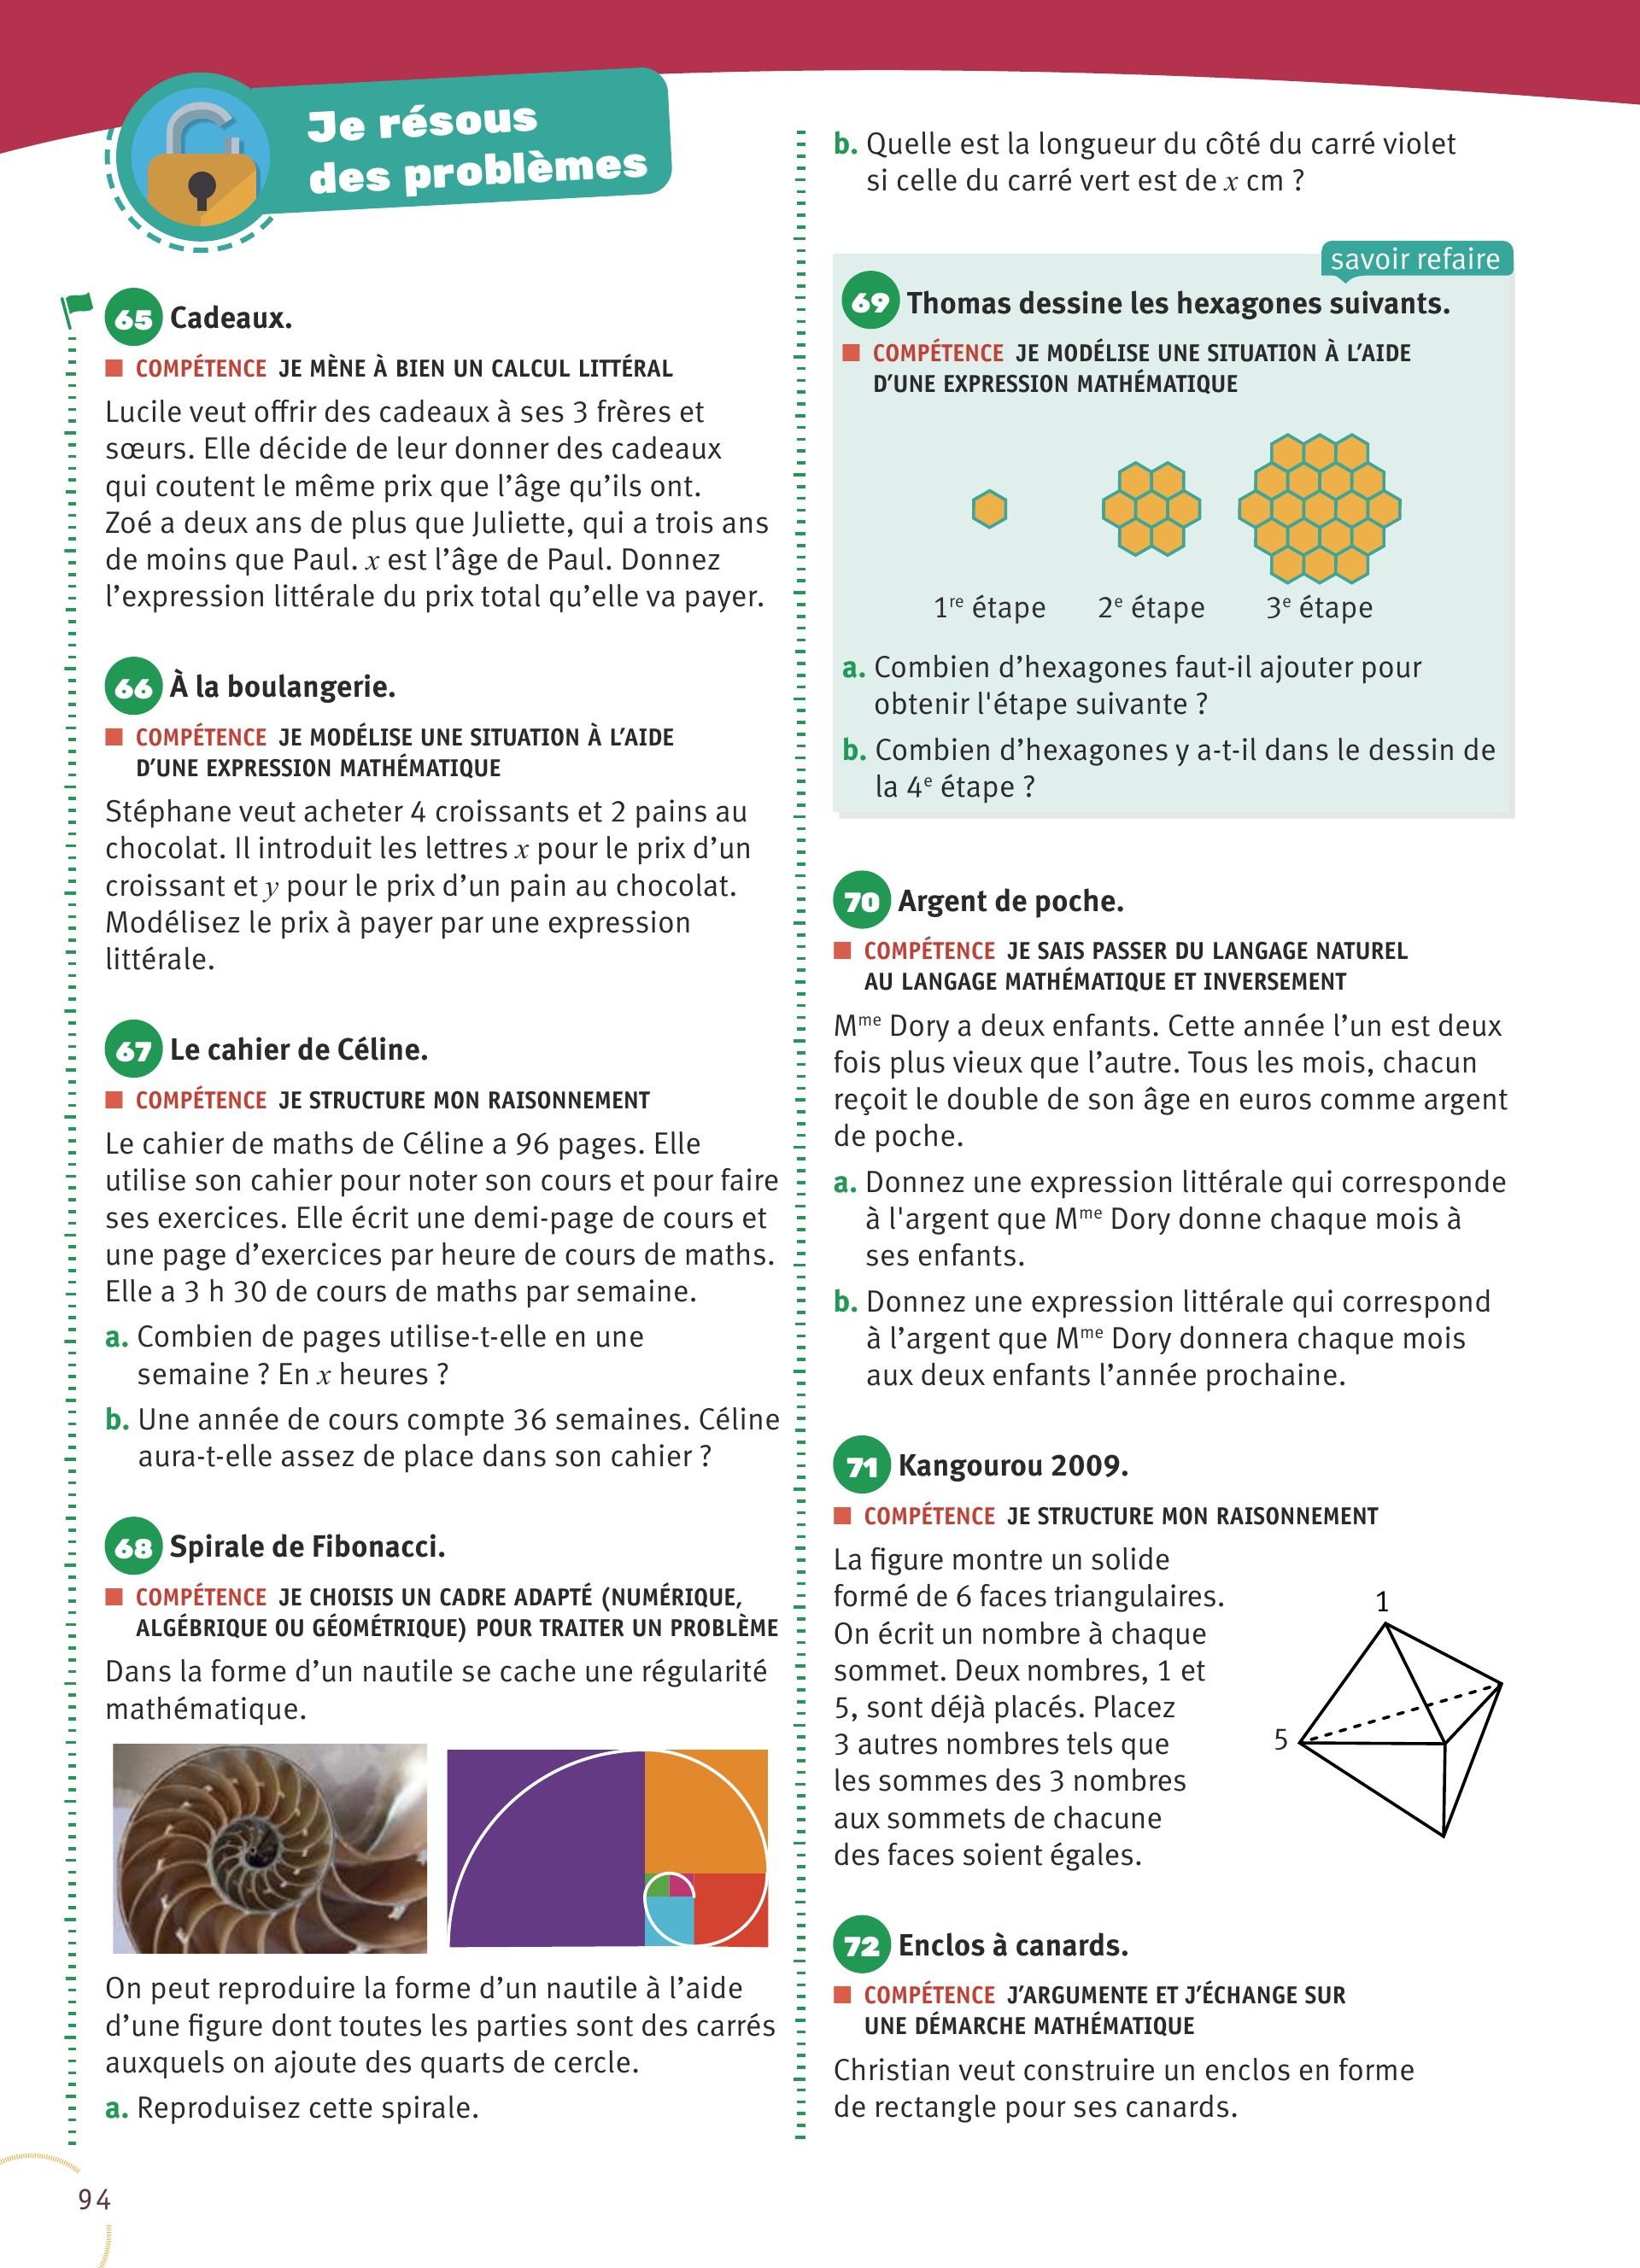 Je résous
des problèmes
65 Cadeaux.
COMPÉTENCE JE MÈNE À BIEN UN CALCUL LITTÉRAL
Lucile veut offrir des cadeaux à ses 3 frères et
sœurs. Elle décide de leur donner des cadeaux
qui coutent le même prix que l’âge qu’ils ont.
Zoé a deux ans de plus que Juliette, qui a trois ans
de moins que Paul. x est l’âge de Paul. Donnez
l’expression littérale du prix total qu’elle va payer.
66 À la boulangerie.
COMPÉTENCE JE MODÉLISE UNE SITUATION À L’AIDE
D’UNE EXPRESSION MATHÉMATIQUE
Stéphane veut acheter 4 croissants et 2 pains au
chocolat. Il introduit les lettres x pour le prix d’un
croissant et y pour le prix d’un pain au chocolat.
Modélisez le prix à payer par une expression
littérale.
67 Le cahier de Céline.
COMPÉTENCE JE STRUCTURE MON RAISONNEMENT
Le cahier de maths de Céline a 96 pages. Elle
utilise son cahier pour noter son cours et pour faire
ses exercices. Elle écrit une demi-page de cours et
une page d’exercices par heure de cours de maths.
Elle a 3 h 30 de cours de maths par semaine.
a. Combien de pages utilise-t-elle en une
semaine ? En x heures ?
b. Une année de cours compte 36 semaines. Céline
aura-t-elle assez de place dans son cahier ?
68 Spirale de Fibonacci.
COMPÉTENCE JE CHOISIS UN CADRE ADAPTÉ (NUMÉRIQUE,
ALGÉBRIQUE OU GÉOMÉTRIQUE) POUR TRAITER UN PROBLÈME
Dans la forme d’un nautile se cache une régularité
mathématique.
On peut reproduire la forme d’un nautile à l’aide
d’une figure dont toutes les parties sont des carrés
auxquels on ajoute des quarts de cercle.
a. Reproduisez cette spirale.
b. Quelle est la longueur du côté du carré violet
si celle du carré vert est de x cm ?
savoir refaire
69 Thomas dessine les hexagones suivants.
COMPÉTENCE JE MODÉLISE UNE SITUATION À L’AIDE
D’UNE EXPRESSION MATHÉMATIQUE
1re étape 2e étape 3e étape
a. Combien d’hexagones faut-il ajouter pour
obtenir l'étape suivante ?
b. Combien d’hexagones y a-t-il dans le dessin de
la 4e étape ?
70 Argent de poche.
COMPÉTENCE JE SAIS PASSER DU LANGAGE NATUREL
AU LANGAGE MATHÉMATIQUE ET INVERSEMENT
Mme Dory a deux enfants. Cette année l’un est deux
fois plus vieux que l’autre. Tous les mois, chacun
reçoit le double de son âge en euros comme argent
de poche.
a. Donnez une expression littérale qui corresponde
à l'argent que Mme Dory donne chaque mois à
ses enfants.
b. Donnez une expression littérale qui correspond
à l’argent que Mme Dory donnera chaque mois
aux deux enfants l’année prochaine.
71 Kangourou 2009.
COMPÉTENCE JE STRUCTURE MON RAISONNEMENT
La figure montre un solide
formé de 6 faces triangulaires.
On écrit un nombre à chaque
sommet. Deux nombres, 1 et
5, sont déjà placés. Placez
3 autres nombres tels que
les sommes des 3 nombres
aux sommets de chacune
des faces soient égales.
1
5
72 Enclos à canards.
COMPÉTENCE J’ARGUMENTE ET J’ÉCHANGE SUR
UNE DÉMARCHE MATHÉMATIQUE
Christian veut construire un enclos en forme
de rectangle pour ses canards.
94